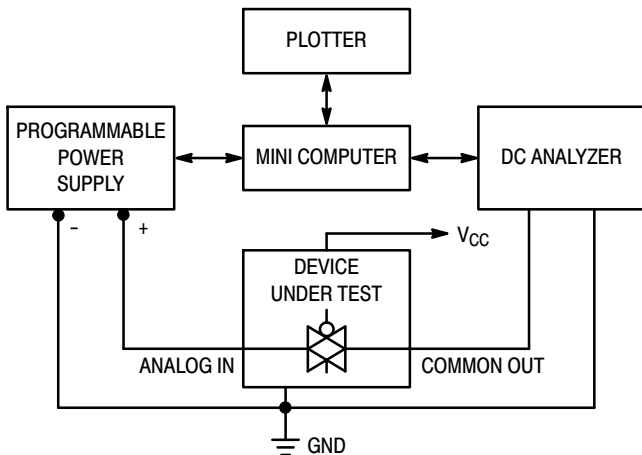 PLOTTER
PROGRAMMABLE
POWER
SUPPLY
MINI COMPUTER
DC ANALYZER
– +
VCC
DEVICE
UNDER TEST
ANALOG IN
COMMON OUT
GND